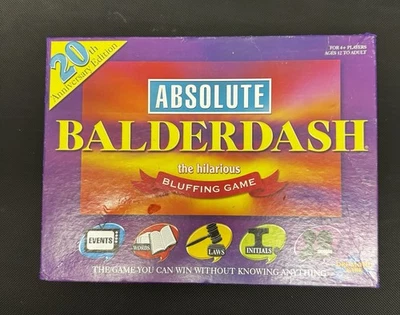 20th
Anniversary Edition
FOR 4+ PLAYERS
AGES 12 TO ADULT
ABSOLUTE
BALDERDASH
the hilarious
BLUFFING GAME
EVENTS
WORDS
LAWS
INITIALS
THE GAME YOU CAN WIN WITHOUT KNOWING ANYTHING